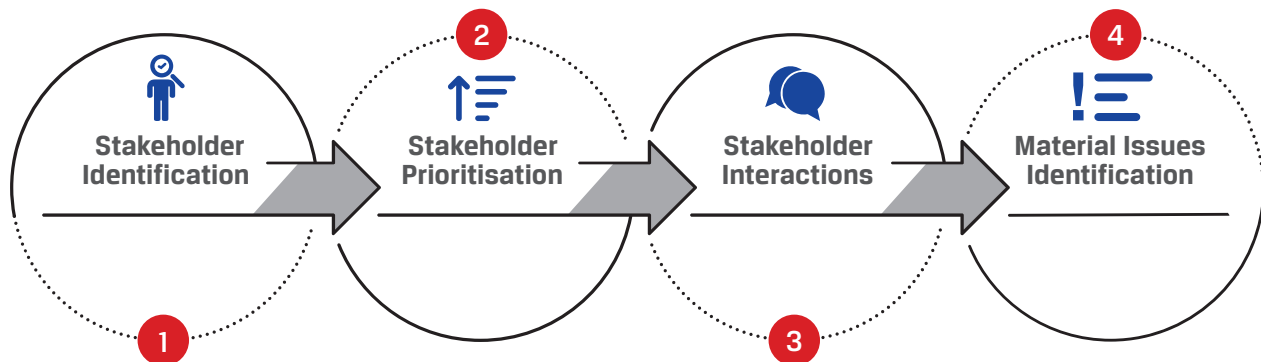 2
4
Stakeholder
Identification
Stakeholder
Prioritisation
Stakeholder
Interactions
Material Issues
Identification
1
3